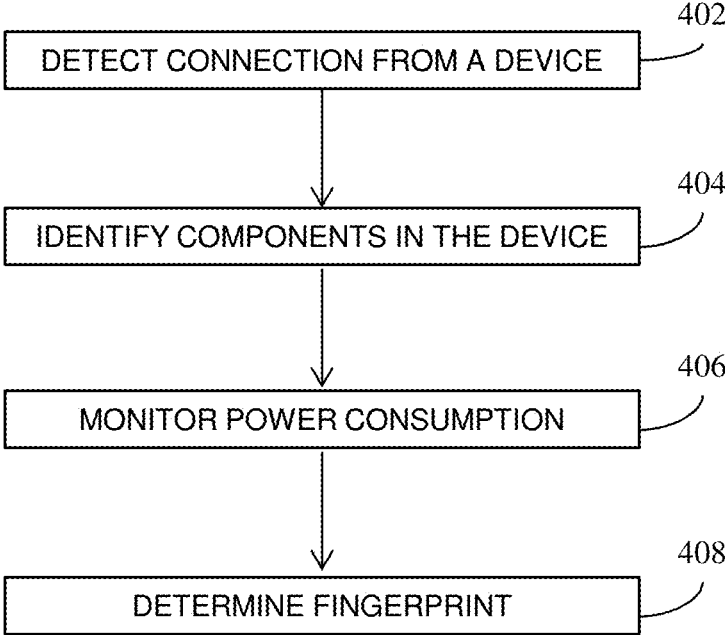 402
DETECT CONNECTION FROM A DEVICE
404
IDENTIFY COMPONENTS IN THE DEVICE
406
MONITOR POWER CONSUMPTION
408
DETERMINE FINGERPRINT